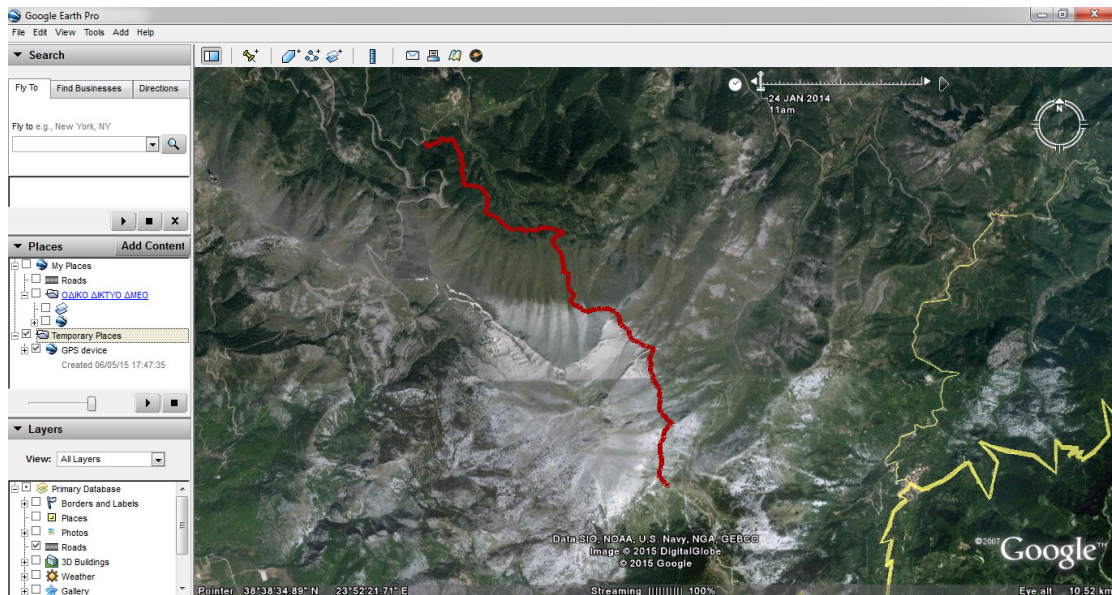 Google Earth Pro
File Edit View Tools Add Help
Search
Fly To Find Businesses Directions
Fly to e.g., New York, NY
Places Add Content
My Places
Roads
ΟΔΙΚΟ ΔΙΚΤΥΟ ΔΜΕΟ
Temporary Places
GPS device
Created 06/05/15 17:47:35
Layers
View: All Layers
Primary Database
Borders and Labels
Places
Photos
Roads
3D Buildings
Weather
Gallery
24 JAN 2014
11am
N
Data SIO, NOAA, U.S. Navy, NGA, GEBCO
Image © 2015 DigitalGlobe
© 2015 Google
©2007 Google™
Pointer 38°38'34.89" N 23°52'21.71" E Streaming |||||||||| 100% Eye alt 10.52 km